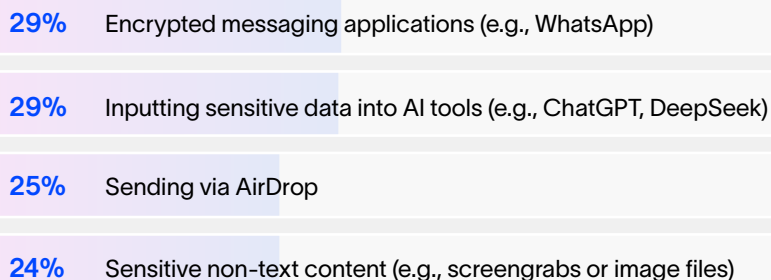 29% Encrypted messaging applications (e.g., WhatsApp)
29% Inputting sensitive data into AI tools (e.g., ChatGPT, DeepSeek)
25% Sending via AirDrop
24% Sensitive non-text content (e.g., screengrabs or image files)